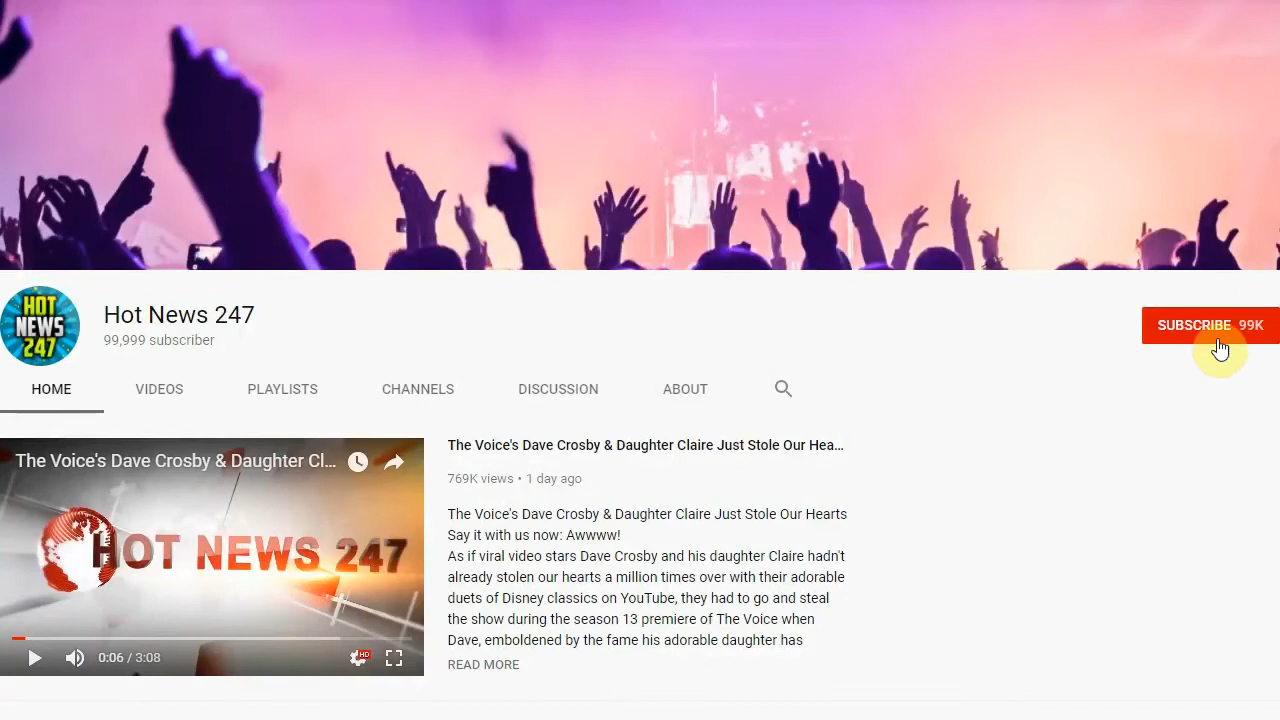 HOT
NEWS
247
Hot News 247
99,999 subscriber
SUBSCRIBE 99K
HOME VIDEOS PLAYLISTS CHANNELS DISCUSSION ABOUT
The Voice's Dave Crosby & Daughter Cl...
HOT NEWS 247
0:06 / 3:08
HD
The Voice's Dave Crosby & Daughter Claire Just Stole Our Hea...
769K views • 1 day ago
The Voice's Dave Crosby & Daughter Claire Just Stole Our Hearts
Say it with us now: Awwww!
As if viral video stars Dave Crosby and his daughter Claire hadn't
already stolen our hearts a million times over with their adorable
duets of Disney classics on YouTube, they had to go and steal
the show during the season 13 premiere of The Voice when
Dave, emboldened by the fame his adorable daughter has
READ MORE